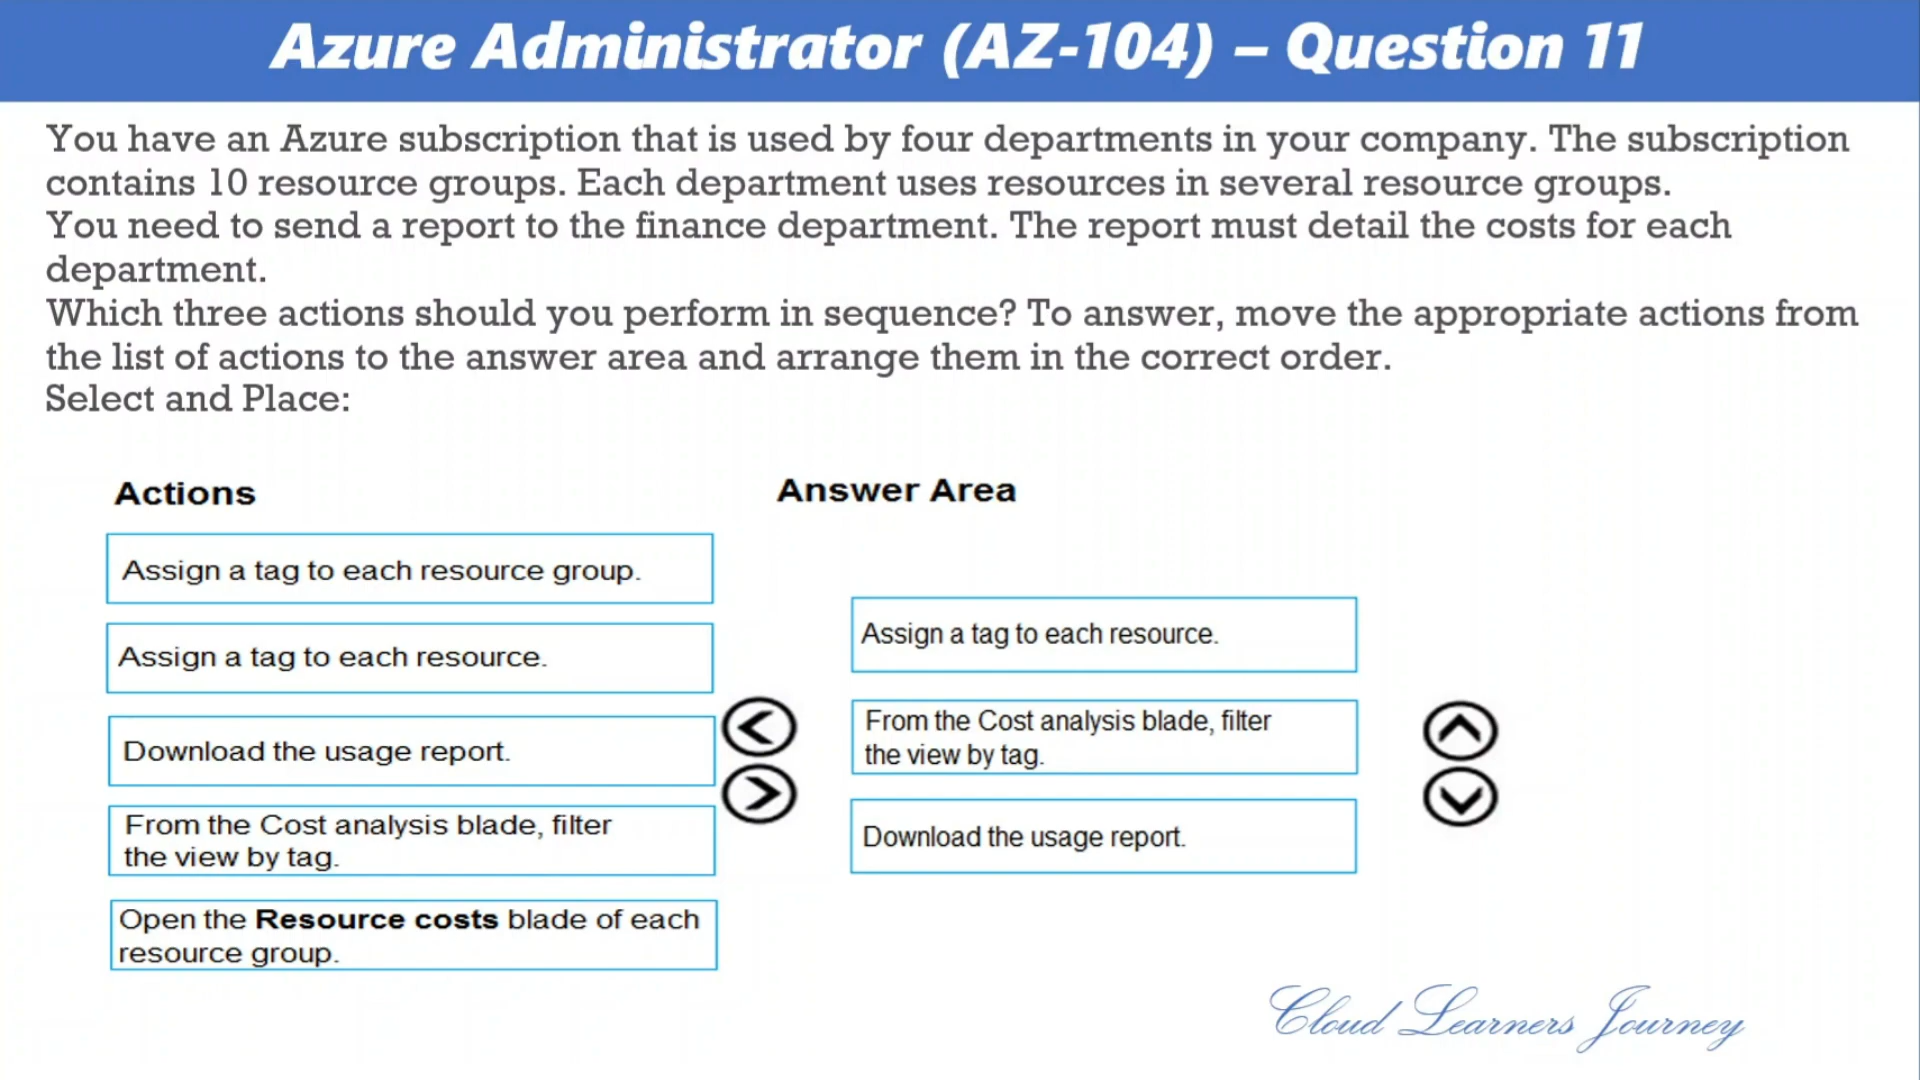 Azure Administrator (AZ-104) – Question 11
You have an Azure subscription that is used by four departments in your company. The subscription
contains 10 resource groups. Each department uses resources in several resource groups.
You need to send a report to the finance department. The report must detail the costs for each
department.
Which three actions should you perform in sequence? To answer, move the appropriate actions from
the list of actions to the answer area and arrange them in the correct order.
Select and Place:
Actions
Assign a tag to each resource group.
Assign a tag to each resource.
Download the usage report.
From the Cost analysis blade, filter
the view by tag.
Open the Resource costs blade of each
resource group.
Answer Area
Assign a tag to each resource.
From the Cost analysis blade, filter
the view by tag.
Download the usage report.
Cloud Learners Journey